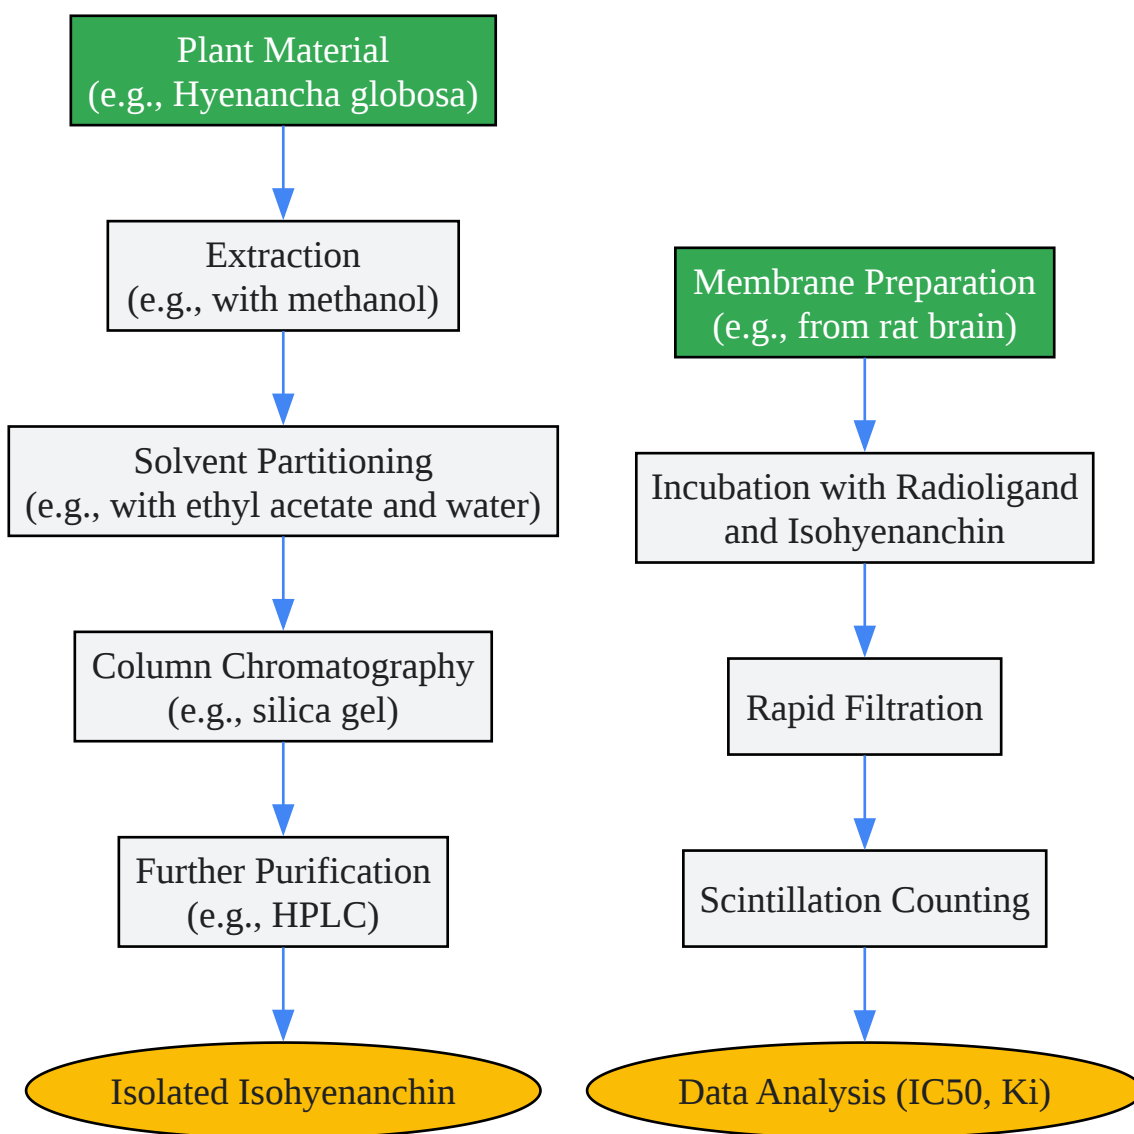 Plant Material
(e.g., Hyenancha globosa)
Extraction
(e.g., with methanol)
Solvent Partitioning
(e.g., with ethyl acetate and water)
Column Chromatography
(e.g., silica gel)
Further Purification
(e.g., HPLC)
Isolated Isohyenanchin
Membrane Preparation
(e.g., from rat brain)
Incubation with Radioligand
and Isohyenanchin
Rapid Filtration
Scintillation Counting
Data Analysis (IC50, Ki)